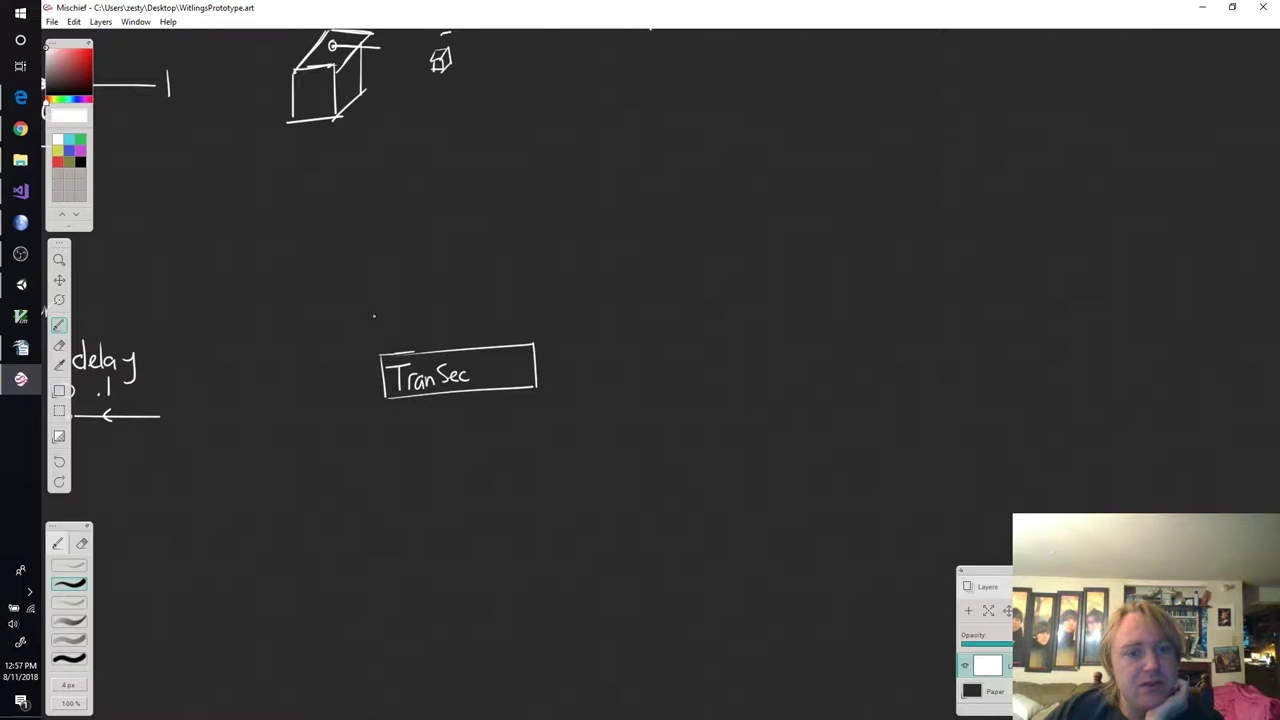 Mischief - C:\Users\zesty\Desktop\WitlingsPrototype.art
File Edit Layers Window Help
1
delay
.1
TranSec
4 px
100 %
Layers
Opacity:
Paper
12:57 PM
8/11/2018